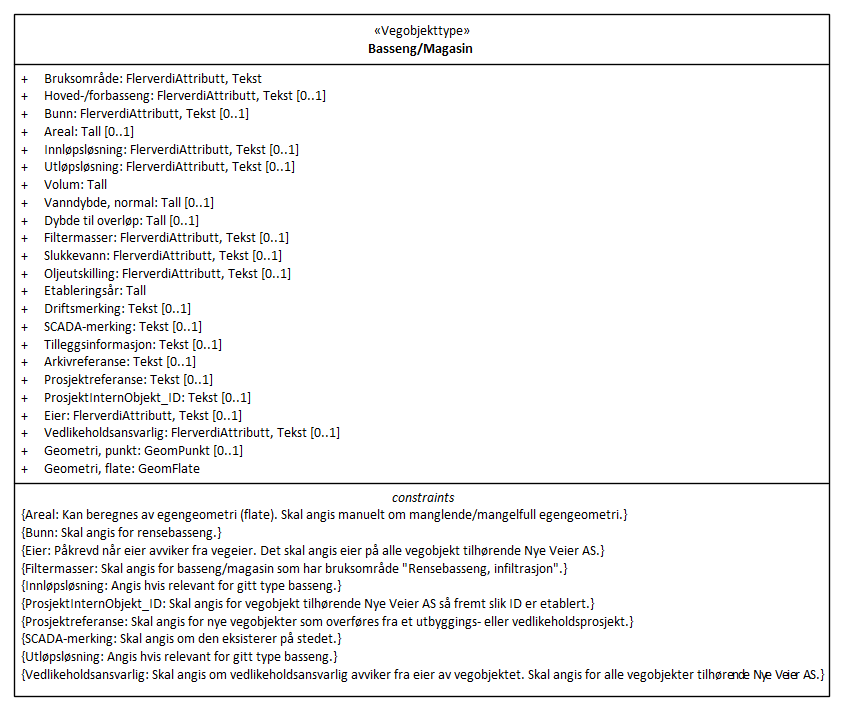 «Vegobjekttype»
Basseng/Magasin
+ Bruksområde: FlerverdiAttributt, Tekst
+ Hoved-/forbasseng: FlerverdiAttributt, Tekst [0..1]
+ Bunn: FlerverdiAttributt, Tekst [0..1]
+ Areal: Tall [0..1]
+ Innløpsløsning: FlerverdiAttributt, Tekst [0..1]
+ Utløpsløsning: FlerverdiAttributt, Tekst [0..1]
+ Volum: Tall
+ Vanndybde, normal: Tall [0..1]
+ Dybde til overløp: Tall [0..1]
+ Filtermasser: FlerverdiAttributt, Tekst [0..1]
+ Slukkevann: FlerverdiAttributt, Tekst [0..1]
+ Oljeutskilling: FlerverdiAttributt, Tekst [0..1]
+ Etableringsår: Tall
+ Driftsmerking: Tekst [0..1]
+ SCADA-merking: Tekst [0..1]
+ Tilleggsinformasjon: Tekst [0..1]
+ Arkivreferanse: Tekst [0..1]
+ Prosjektreferanse: Tekst [0..1]
+ ProsjektInternObjekt_ID: Tekst [0..1]
+ Eier: FlerverdiAttributt, Tekst [0..1]
+ Vedlikeholdsansvarlig: FlerverdiAttributt, Tekst [0..1]
+ Geometri, punkt: GeomPunkt [0..1]
+ Geometri, flate: GeomFlate
constraints
{Areal: Kan beregnes av egengeometri (flate). Skal angis manuelt om manglende/mangelfull egengeometri.}
{Bunn: Skal angis for rensebasseng.}
{Eier: Påkrevd når eier avviker fra vegeier. Det skal angis eier på alle vegobjekt tilhørende Nye Veier AS.}
{Filtermasser: Skal angis for basseng/magasin som har bruksområde "Rensebasseng, infiltrasjon".}
{Innløpsløsning: Angis hvis relevant for gitt type basseng.}
{ProsjektInternObjekt_ID: Skal angis for vegobjekt tilhørende Nye Veier AS så fremt slik ID er etablert.}
{Prosjektreferanse: Skal angis for nye vegobjekter som overføres fra et utbyggings- eller vedlikeholdsprosjekt.}
{SCADA-merking: Skal angis om den eksisterer på stedet.}
{Utløpsløsning: Angis hvis relevant for gitt type basseng.}
{Vedlikeholdsansvarlig: Skal angis om vedlikeholdsansvarlig avviker fra eier av vegobjektet. Skal angis for alle vegobjekter tilhørende Nye Veier AS.}